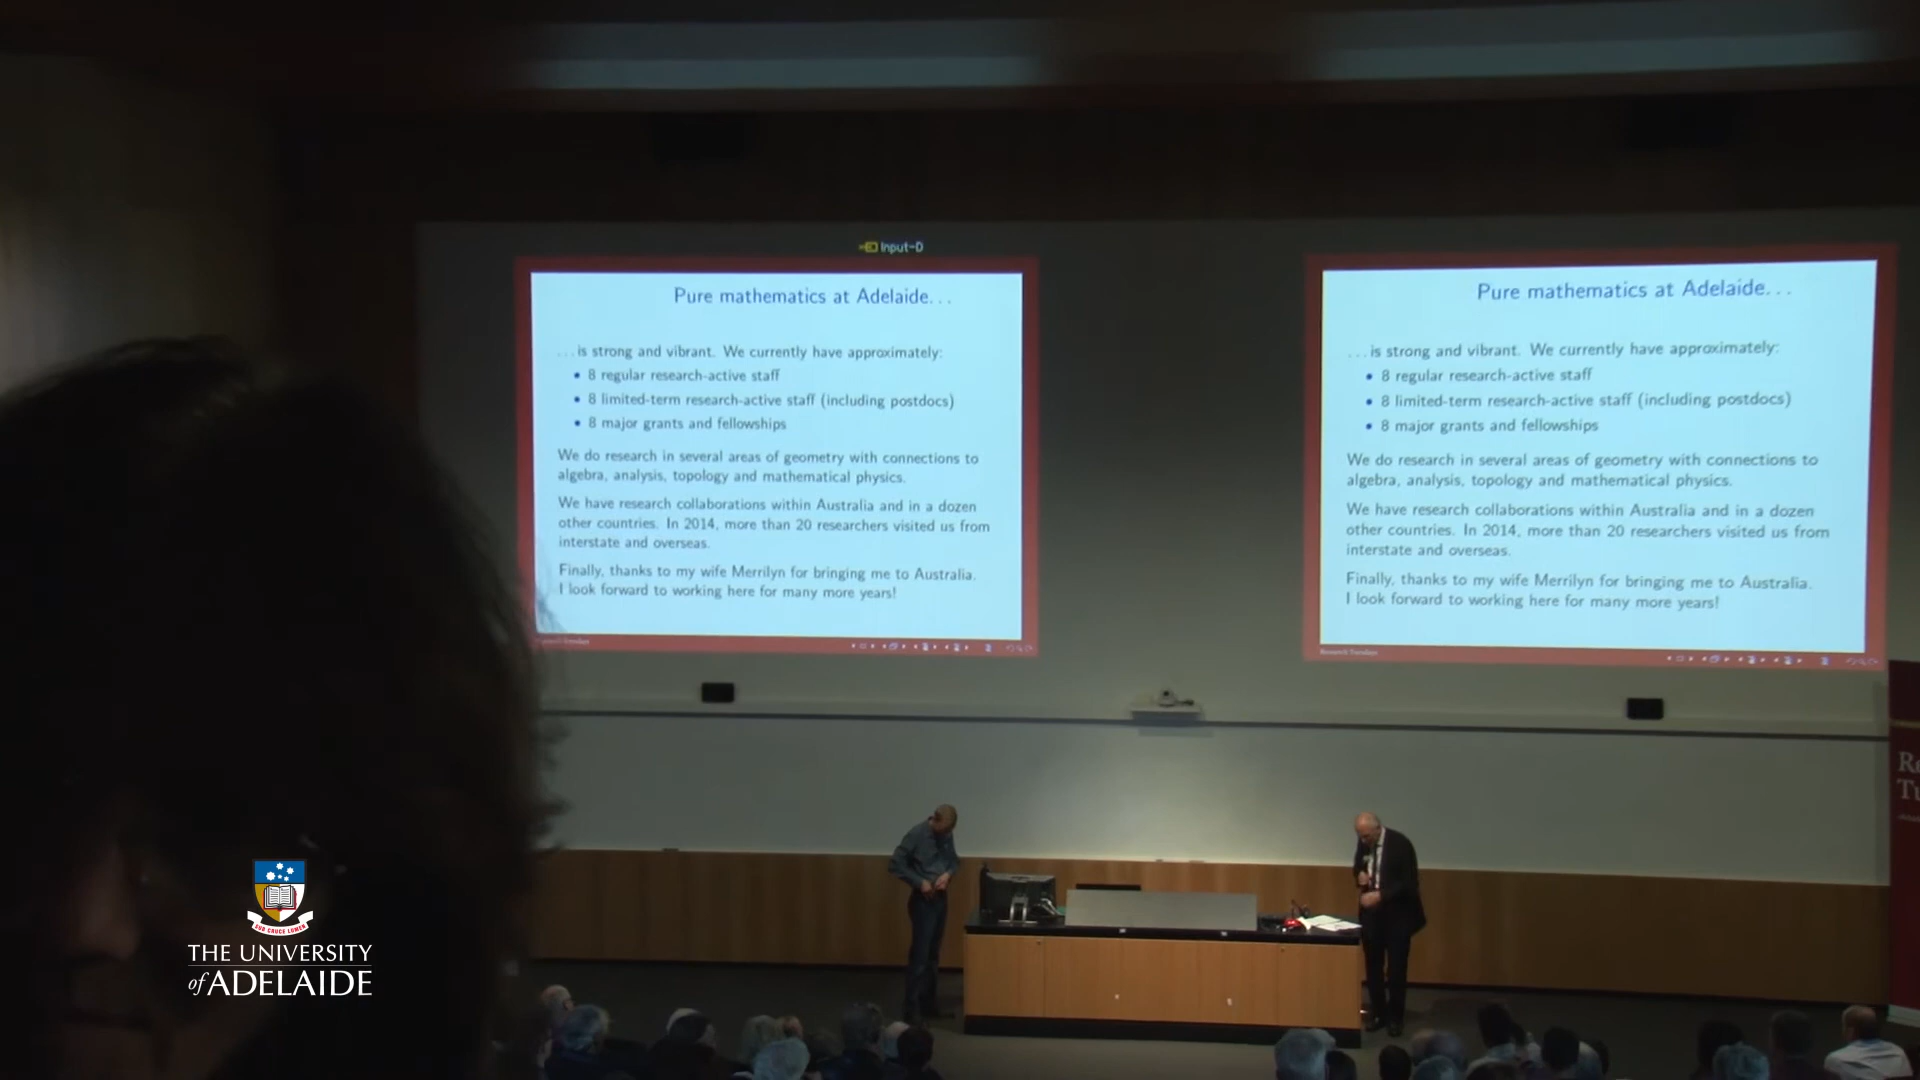 Input-D
Pure mathematics at Adelaide. . .
. . . is strong and vibrant. We currently have approximately:
• 8 regular research-active staff
• 8 limited-term research-active staff (including postdocs)
• 8 major grants and fellowships
We do research in several areas of geometry with connections to
algebra, analysis, topology and mathematical physics.
We have research collaborations within Australia and in a dozen
other countries. In 2014, more than 20 researchers visited us from
interstate and overseas.
Finally, thanks to my wife Merrilyn for bringing me to Australia.
I look forward to working here for many more years!
Pure mathematics at Adelaide. . .
. . . is strong and vibrant. We currently have approximately:
• 8 regular research-active staff
• 8 limited-term research-active staff (including postdocs)
• 8 major grants and fellowships
We do research in several areas of geometry with connections to
algebra, analysis, topology and mathematical physics.
We have research collaborations within Australia and in a dozen
other countries. In 2014, more than 20 researchers visited us from
interstate and overseas.
Finally, thanks to my wife Merrilyn for bringing me to Australia.
I look forward to working here for many more years!
Research Tuesdays
Re
Tu
SUB CRUCE LUMEN
THE UNIVERSITY
of ADELAIDE